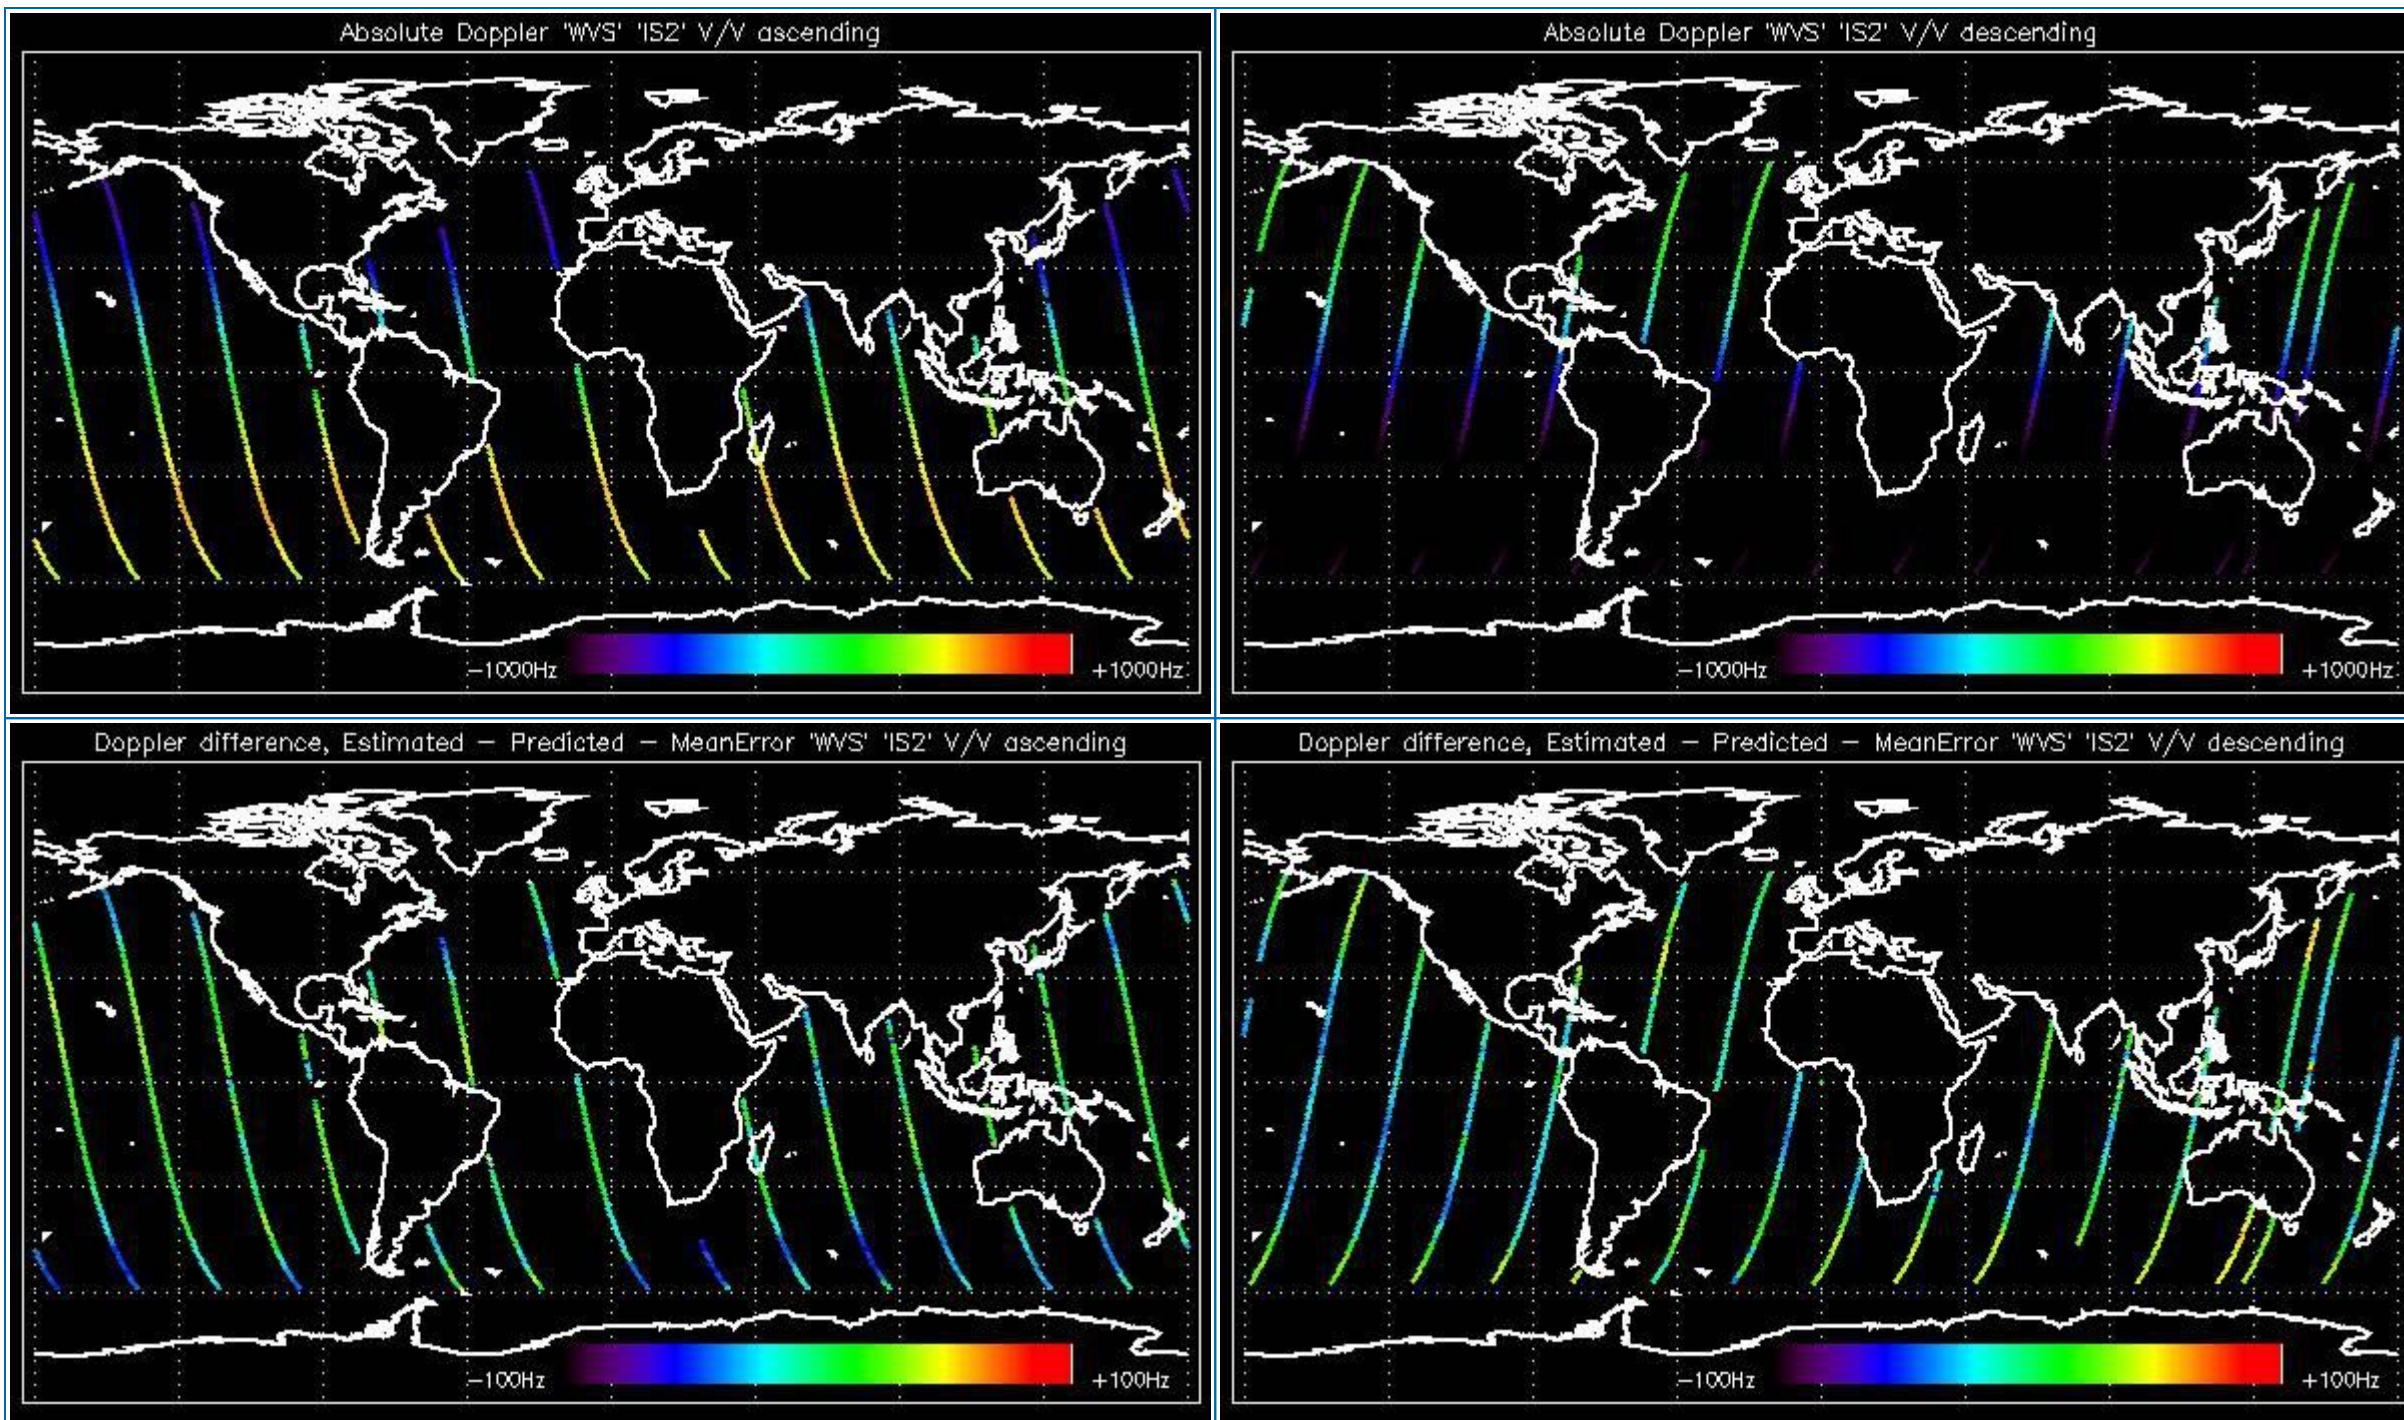 Absolute Doppler 'WVS' 'IS2' V/V ascending
-1000Hz +1000Hz
Absolute Doppler 'WVS' 'IS2' V/V descending
-1000Hz +1000Hz
Doppler difference, Estimated - Predicted - MeanError 'WVS' 'IS2' V/V ascending
-100Hz +100Hz
Doppler difference, Estimated - Predicted - MeanError 'WVS' 'IS2' V/V descending
-100Hz +100Hz